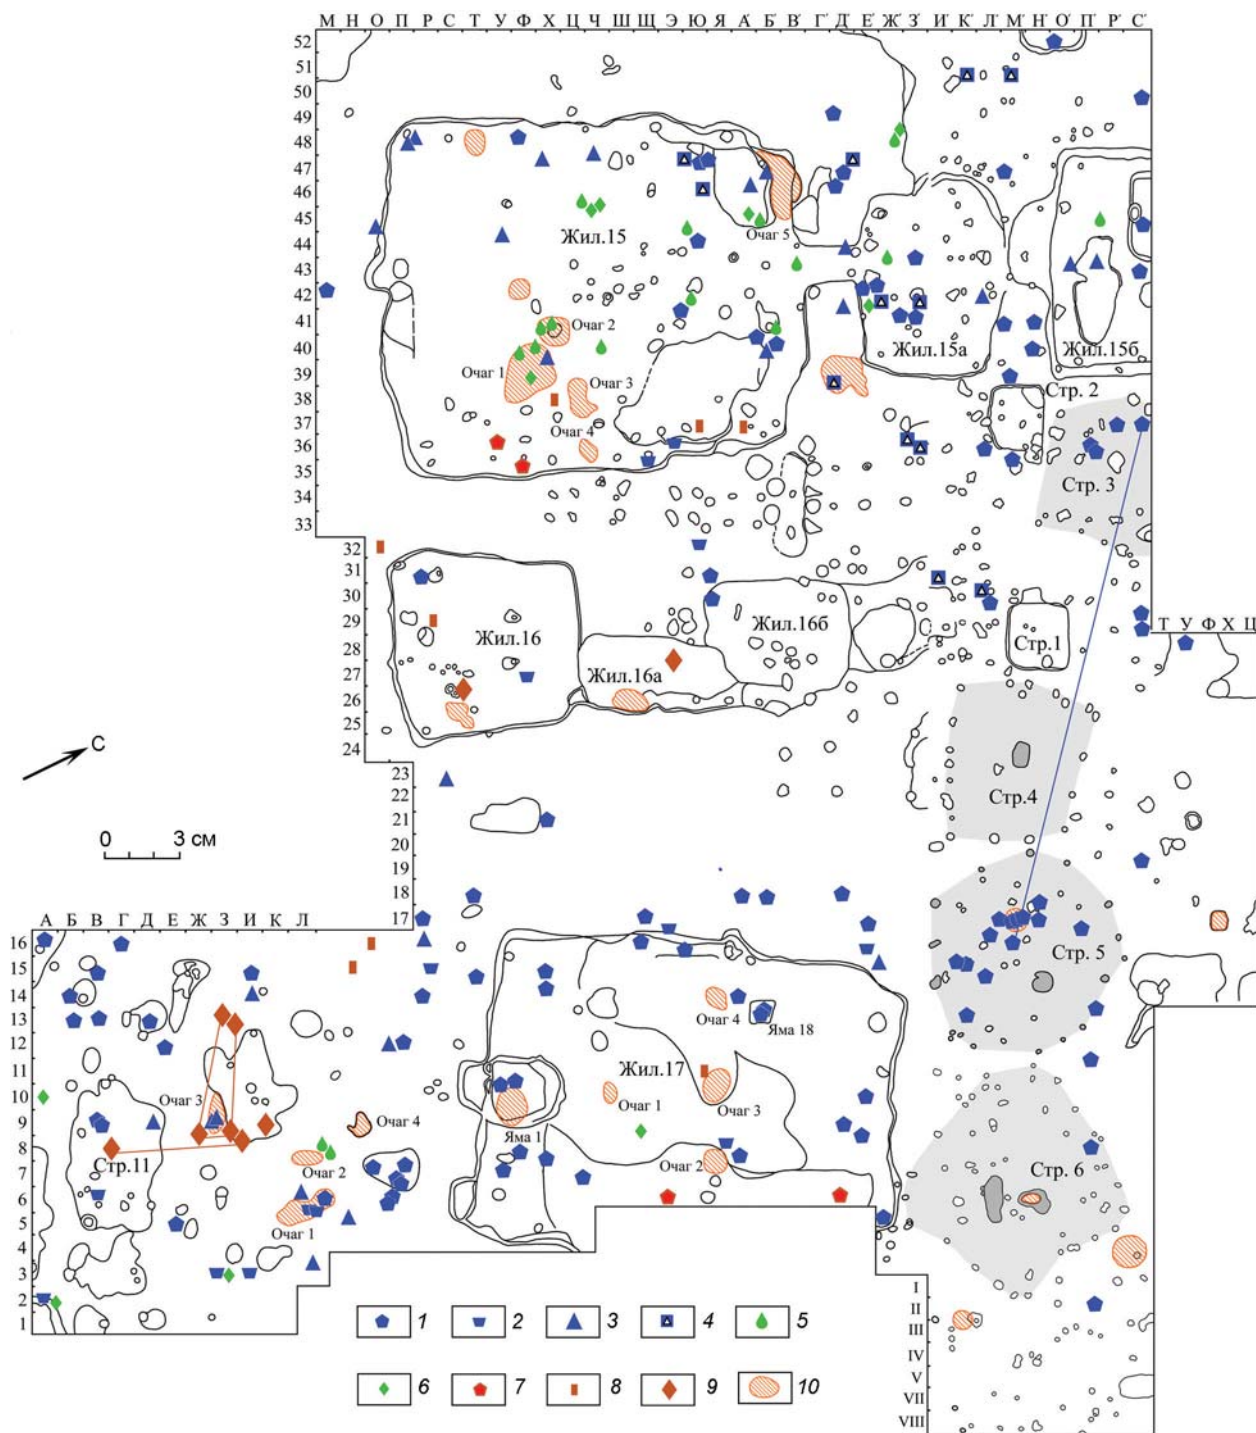 М Н О П Р С Т У Ф Х Ц Ч Ш Щ Э Ю Я А' Б' В' Г' Д' Е' Ж' З' И' К' Л' М' Н' О' П' Р' С'
52
51
50
49
48
47
46
45
44
43
42
41
40
39
38
37
36
35
34
33
Жил.15
Очаг 5
Очаг 2
Очаг 1
Очаг 3
Очаг 4
Жил.15а
Жил.15б
Стр. 2
Стр. 3
32
31
30
29
28
27
26
25
24
Жил.16
Жил.16а
Жил.16б
Стр.1
Т У Ф Х Ц
23
22
21
20
19
18
17
С
0 3 см
Стр.4
А Б В Г Д Е Ж З И К Л
16
15
14
13
12
10
9
8
7
6
5
4
3
2
1
Очаг 3
Очаг 4
Стр.11
Очаг 2
Очаг 1
Очаг 4
Яма 18
Жил.17
Очаг 1
Очаг 3
Яма 1
Очаг 2
Стр. 5
Стр. 6
I
II
III
IV
V
VII
VIII
1 2 3 4 5
6 7 8 9 10